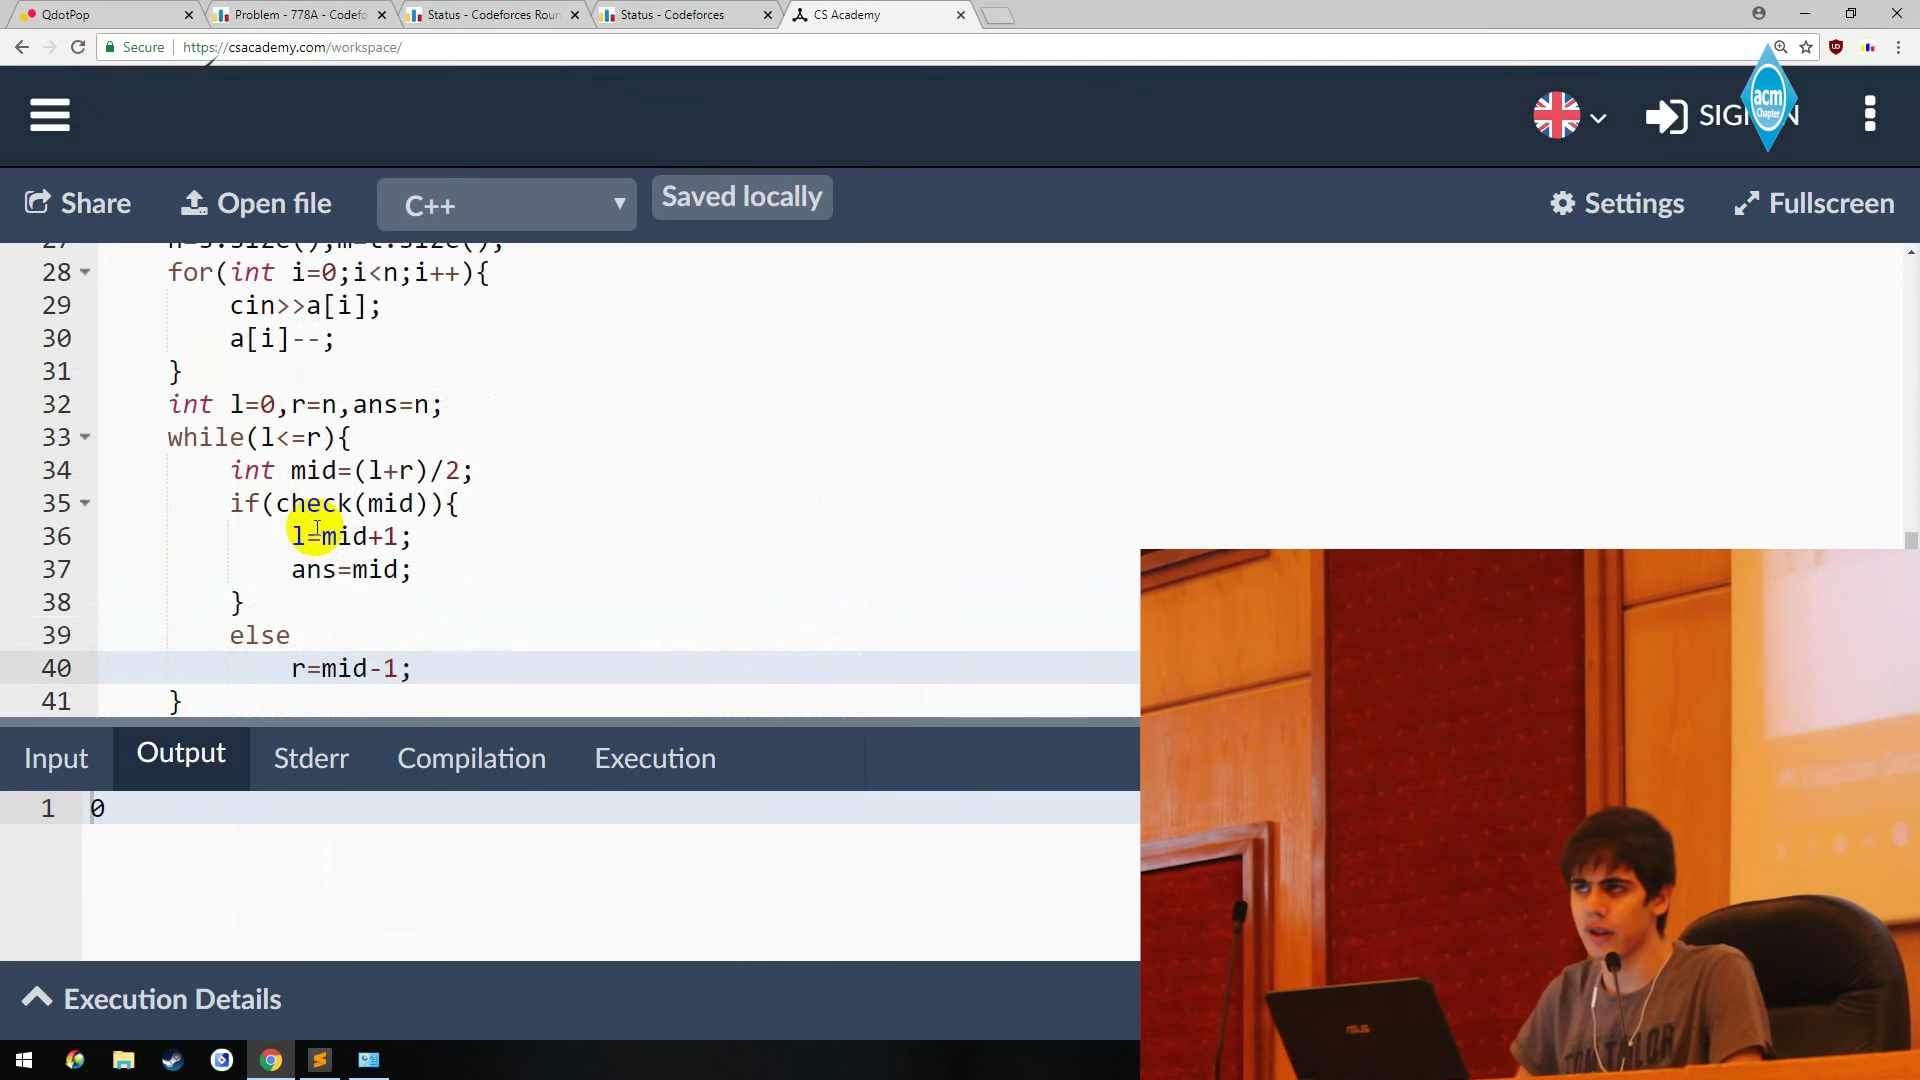 QdotPop
Problem - 778A - Codefo
Status - Codeforces Roun
Status - Codeforces
CS Academy
Secure
https://csacademy.com/workspace/
acm
Chapter
Share
Open file
C++
Saved locally
Settings
Fullscreen
28 for(int i=0;i<n;i++){
29 cin>>a[i];
30 a[i]--;
31 }
32 int l=0,r=n,ans=n;
33 while(l<=r){
34 int mid=(l+r)/2;
35 if(check(mid)){
36 l=mid+1;
37 ans=mid;
38 }
39 else
40 r=mid-1;
41 }
Input
Output
Stderr
Compilation
Execution
1 0
Execution Details
ASUS